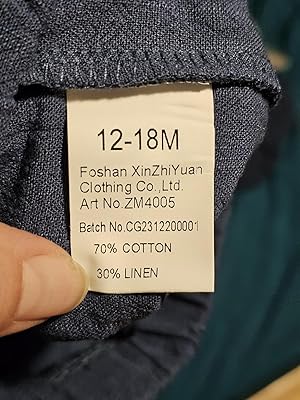 12-18M
Foshan XinZhiYuan
Clothing Co.,Ltd.
Art No.ZM4005
Batch No.CG2312200001
70% COTTON
30% LINEN